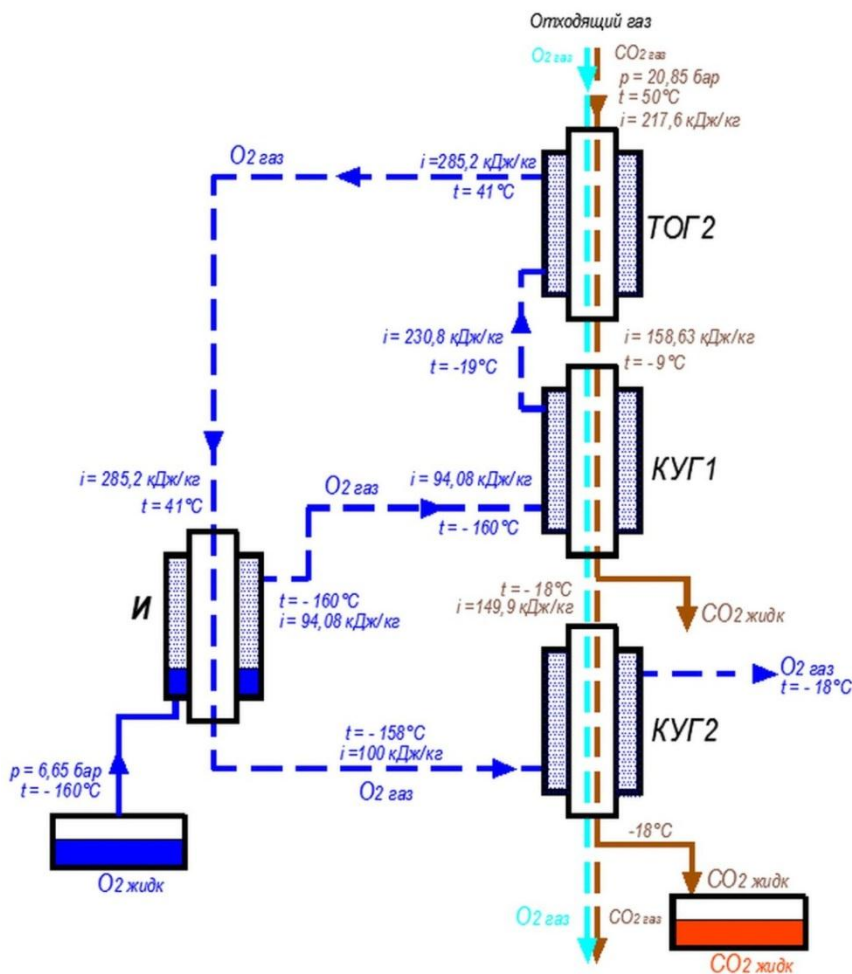 Отходящий газ
O2 газ
CO2 газ
p = 20,85 бар
t = 50°C
i = 217,6 кДж/кг
O2 газ
i =285,2 кДж/кг
t = 41°C
ТОГ2
i = 230,8 кДж/кг
t = -19°C
i = 158,63 кДж/кг
t = - 9°C
i = 285,2 кДж/кг
t = 41°C
O2 газ
i = 94,08 кДж/кг
t = - 160°C
КУГ1
И
t = - 160°C
i = 94,08 кДж/кг
t = - 18°C
i =149,9 кДж/кг
CO2 жидк
O2 газ
t = - 18°C
КУГ2
t = - 158°C
i =100 кДж/кг
O2 газ
p = 6,65 бар
t = - 160°C
O2 жидк
-18°C
CO2 жидк
O2 газ
CO2 газ
CO2 жидк